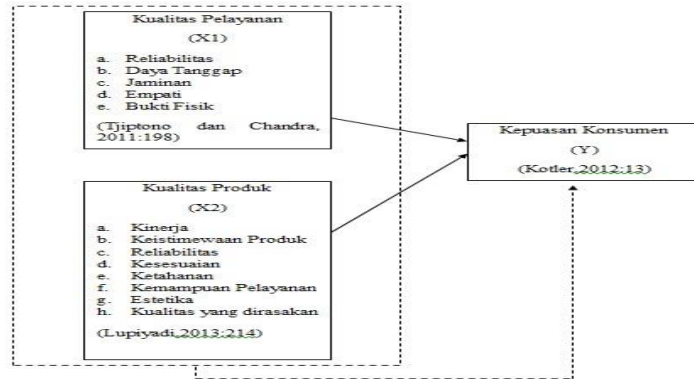 Kualitas Pelayanan
(X1)
a. Reliabilitas
b. Daya Tanggap
c. Jaminan
d. Empati
e. Bukti Fisik
(Tjiptono dan Chandra,
2011:198)
Kepuasan Konsumen
(Y)
(Kotler,2012:13)
Kualitas Produk
(X2)
a. Kinerja
b. Keistimewaan Produk
c. Reliabilitas
d. Kesesuaian
e. Ketahanan
f. Kemampuan Pelayanan
g. Estetika
h. Kualitas yang dirasakan
(Lupiyadi,2013:214)